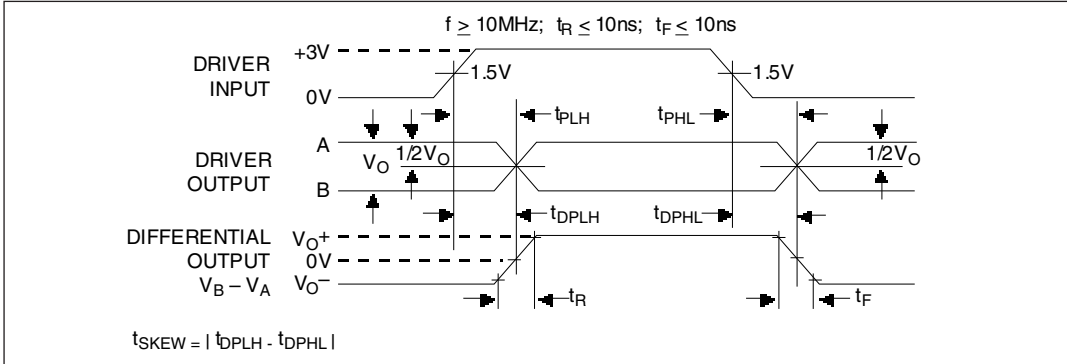 f ≥ 10MHz; tR ≤ 10ns; tF ≤ 10ns
+3V
DRIVER
INPUT
1.5V
1.5V
0V
tPLH
tPHL
A
DRIVER
OUTPUT
VO
1/2VO
1/2VO
B
tDPLH
tDPHL
DIFFERENTIAL
OUTPUT
VB – VA
VO+
0V
VO–
tR
tF
tSKEW = | tDPLH - tDPHL |